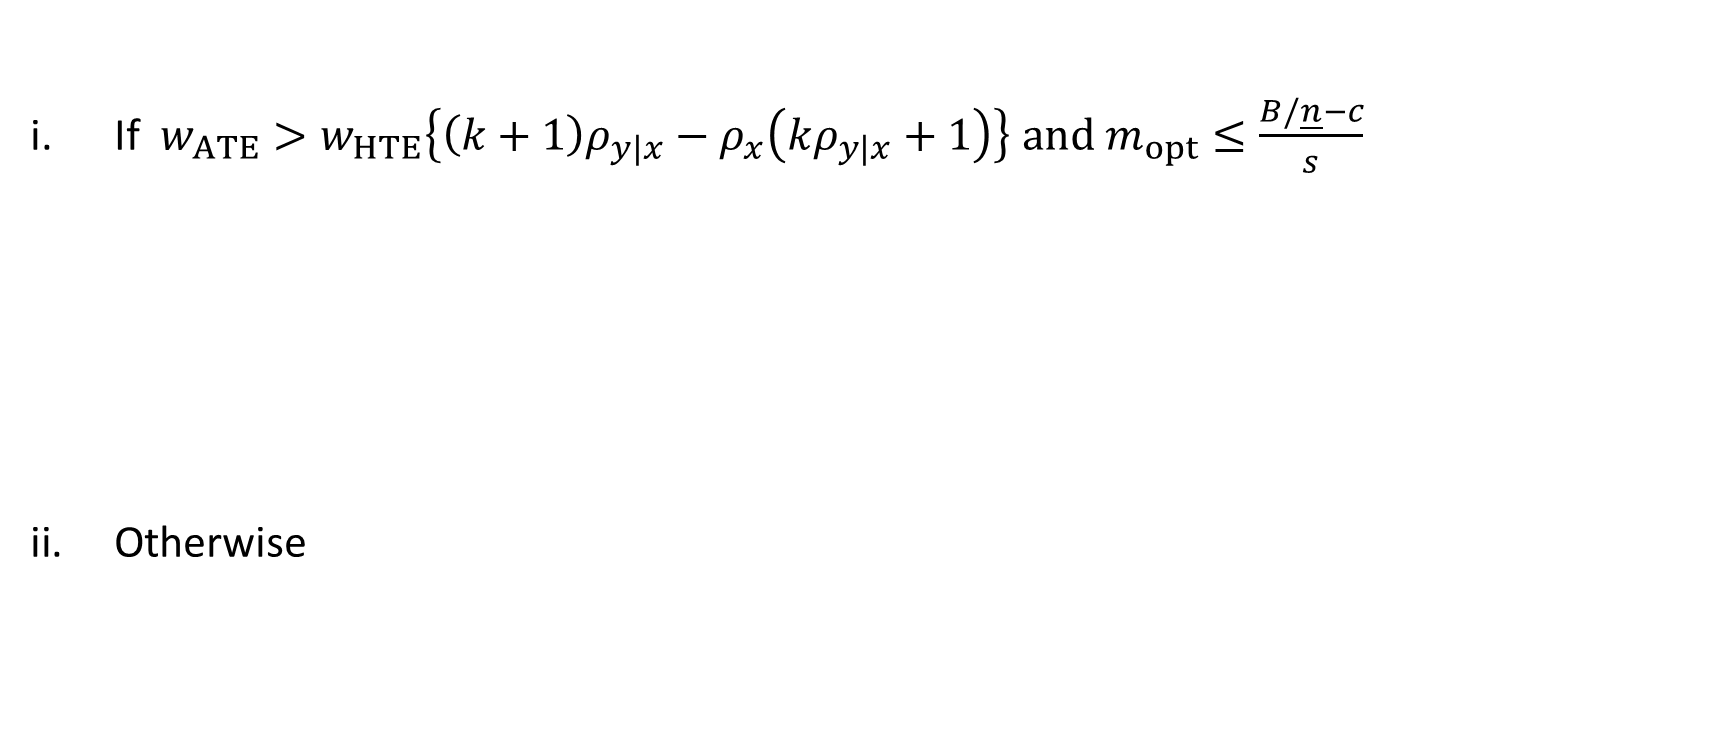 i. If w_ATE > w_HTE{(k + 1)ρ_y|x − ρ_x(kρ_y|x + 1)} and m_opt ≤ (B/n̲−c)/s
ii. Otherwise